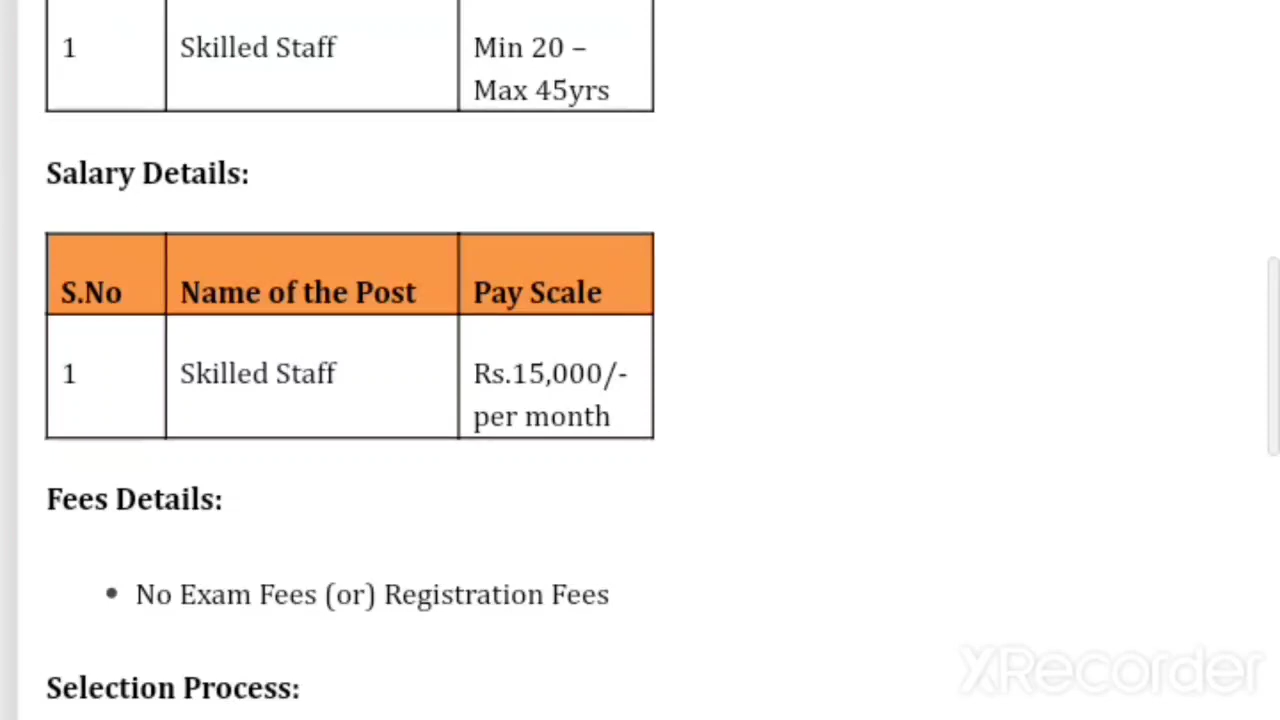 1 Skilled Staff Min 20 –
Max 45yrs
Salary Details:
S.No Name of the Post Pay Scale
1 Skilled Staff Rs.15,000/-
per month
Fees Details:
• No Exam Fees (or) Registration Fees
Selection Process:
XRecorder